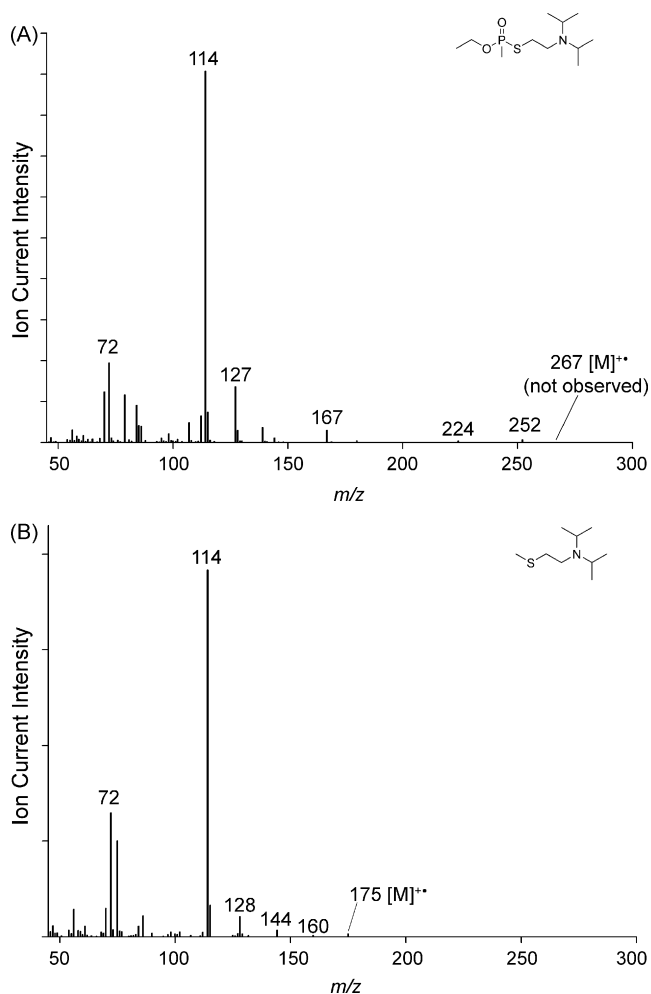 (A)
O
O
P
S
N
114
72
127
167
224
252
267 [M]+•
(not observed)
Ion Current Intensity
50
100
150
200
250
300
m/z
(B)
S
N
114
72
128
144
160
175 [M]+•
Ion Current Intensity
50
100
150
200
250
300
m/z